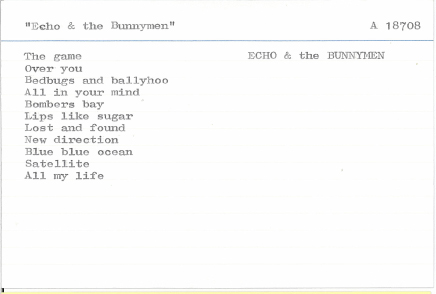 "Echo & the Bunnymen" A 18708
The game ECHO & the BUNNYMEN
Over you
Bedbugs and ballyhoo
All in your mind
Bombers bay
Lips like sugar
Lost and found
New direction
Blue blue ocean
Satellite
All my life